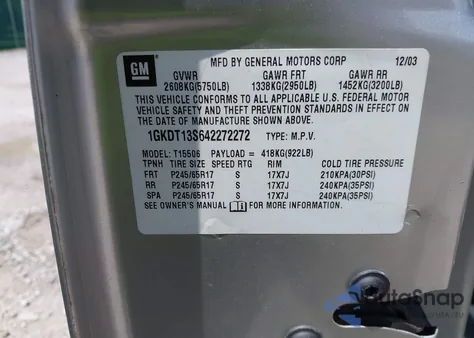 GM
MFD BY GENERAL MOTORS CORP 12/03
GVWR GAWR FRT GAWR RR
2608KG(5750LB) 1338KG(2950LB) 1452KG(3200LB)
THIS VEHICLE CONFORMS TO ALL APPLICABLE U.S. FEDERAL MOTOR
VEHICLE SAFETY AND THEFT PREVENTION STANDARDS IN EFFECT ON
THE DATE OF MANUFACTURE SHOWN ABOVE.
1GKDT13S642272272 TYPE: M.P.V.
MODEL: T15506 PAYLOAD = 418KG(922LB)
TPNH TIRE SIZE SPEED RTG RIM COLD TIRE PRESSURE
FRT P245/65R17 S 17X7J 210KPA(30PSI)
RR P245/65R17 S 17X7J 240KPA(35PSI)
SPA P245/65R17 S 17X7J 240KPA(35PSI)
SEE OWNER'S MANUAL FOR MORE INFORMATION.
AutoSnap